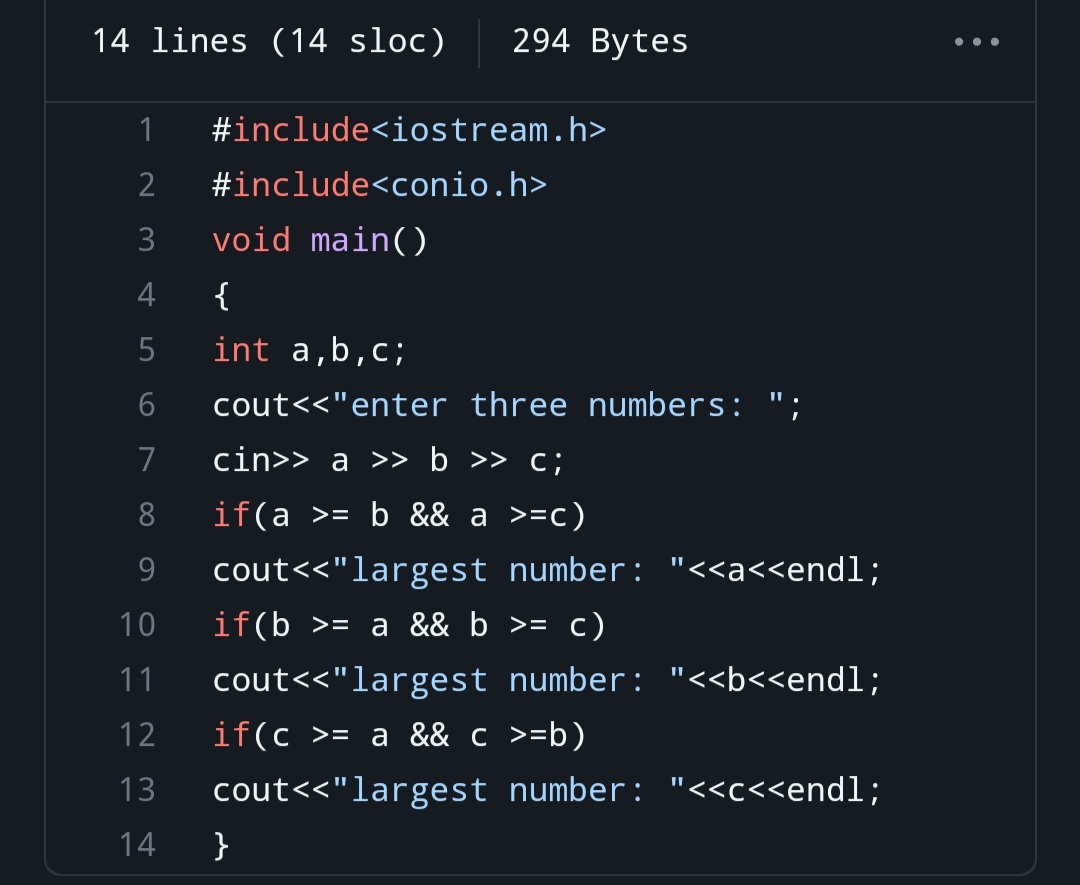 14 lines (14 sloc) 294 Bytes
1 #include<iostream.h>
2 #include<conio.h>
3 void main()
4 {
5 int a,b,c;
6 cout<<"enter three numbers: ";
7 cin>> a >> b >> c;
8 if(a >= b && a >=c)
9 cout<<"largest number: "<<a<<endl;
10 if(b >= a && b >= c)
11 cout<<"largest number: "<<b<<endl;
12 if(c >= a && c >=b)
13 cout<<"largest number: "<<c<<endl;
14 }